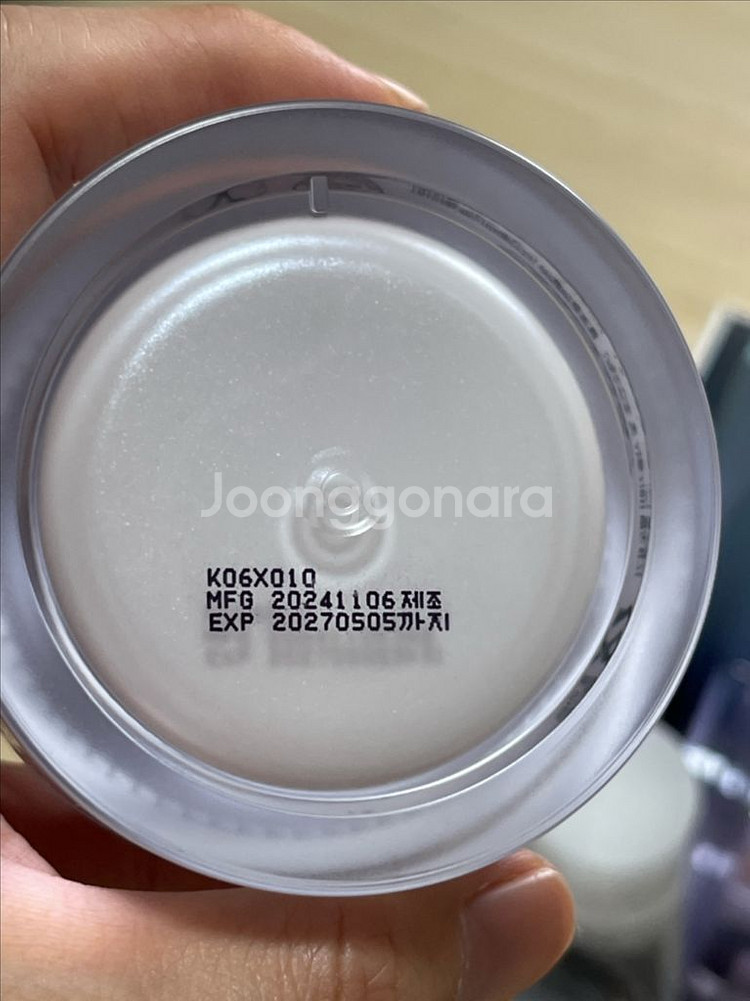 Joonggonara
K06X010
MFG 20241106제조
EXP 20270505까지